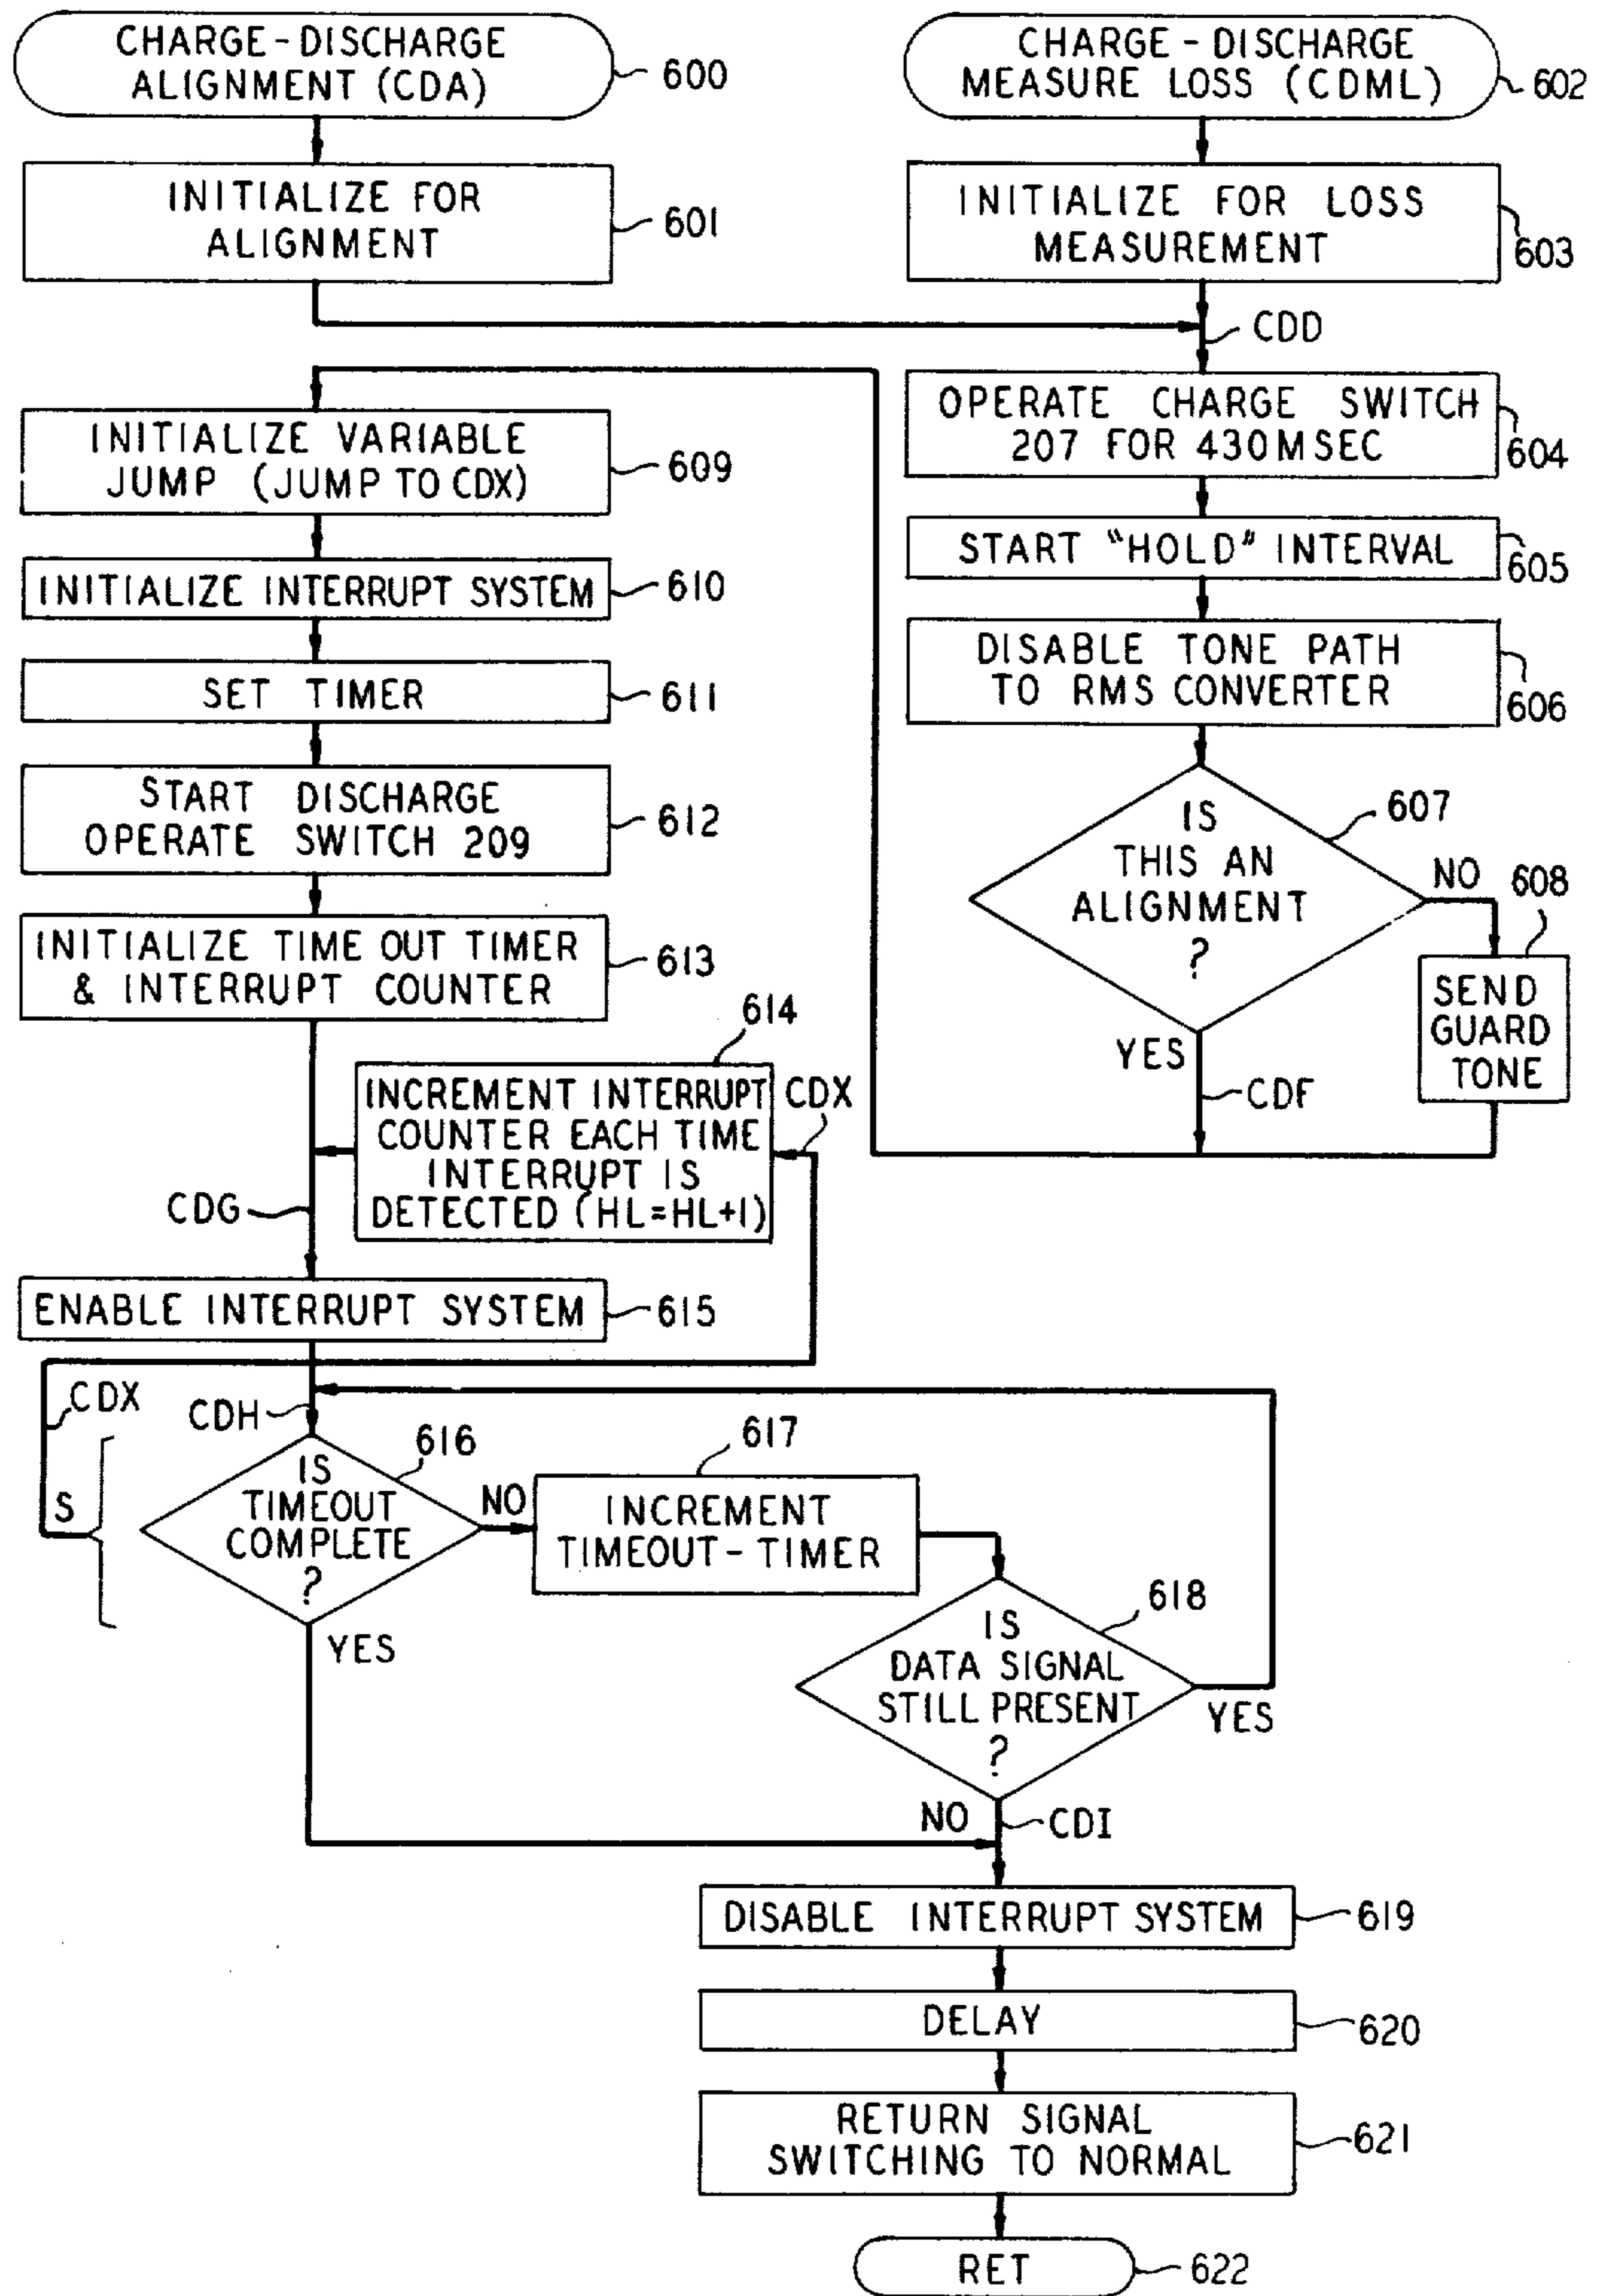 CHARGE-DISCHARGE
ALIGNMENT (CDA)
600
CHARGE-DISCHARGE
MEASURE LOSS (CDML)
602
INITIALIZE FOR
ALIGNMENT
601
INITIALIZE FOR LOSS
MEASUREMENT
603
CDD
OPERATE CHARGE SWITCH
207 FOR 430MSEC
604
START "HOLD" INTERVAL
605
DISABLE TONE PATH
TO RMS CONVERTER
606
IS
THIS AN
ALIGNMENT
?
607
NO
608
SEND
GUARD
TONE
YES
CDF
INITIALIZE VARIABLE
JUMP (JUMP TO CDX)
609
INITIALIZE INTERRUPT SYSTEM
610
SET TIMER
611
START DISCHARGE
OPERATE SWITCH 209
612
INITIALIZE TIME OUT TIMER
& INTERRUPT COUNTER
613
614
INCREMENT INTERRUPT
COUNTER EACH TIME
INTERRUPT IS
DETECTED (HL=HL+1)
CDX
CDG
ENABLE INTERRUPT SYSTEM
615
CDX
CDH
S
IS
TIMEOUT
COMPLETE
?
616
NO
YES
617
INCREMENT
TIMEOUT-TIMER
IS
DATA SIGNAL
STILL PRESENT
?
618
YES
NO
CDI
DISABLE INTERRUPT SYSTEM
619
DELAY
620
RETURN SIGNAL
SWITCHING TO NORMAL
621
RET
622